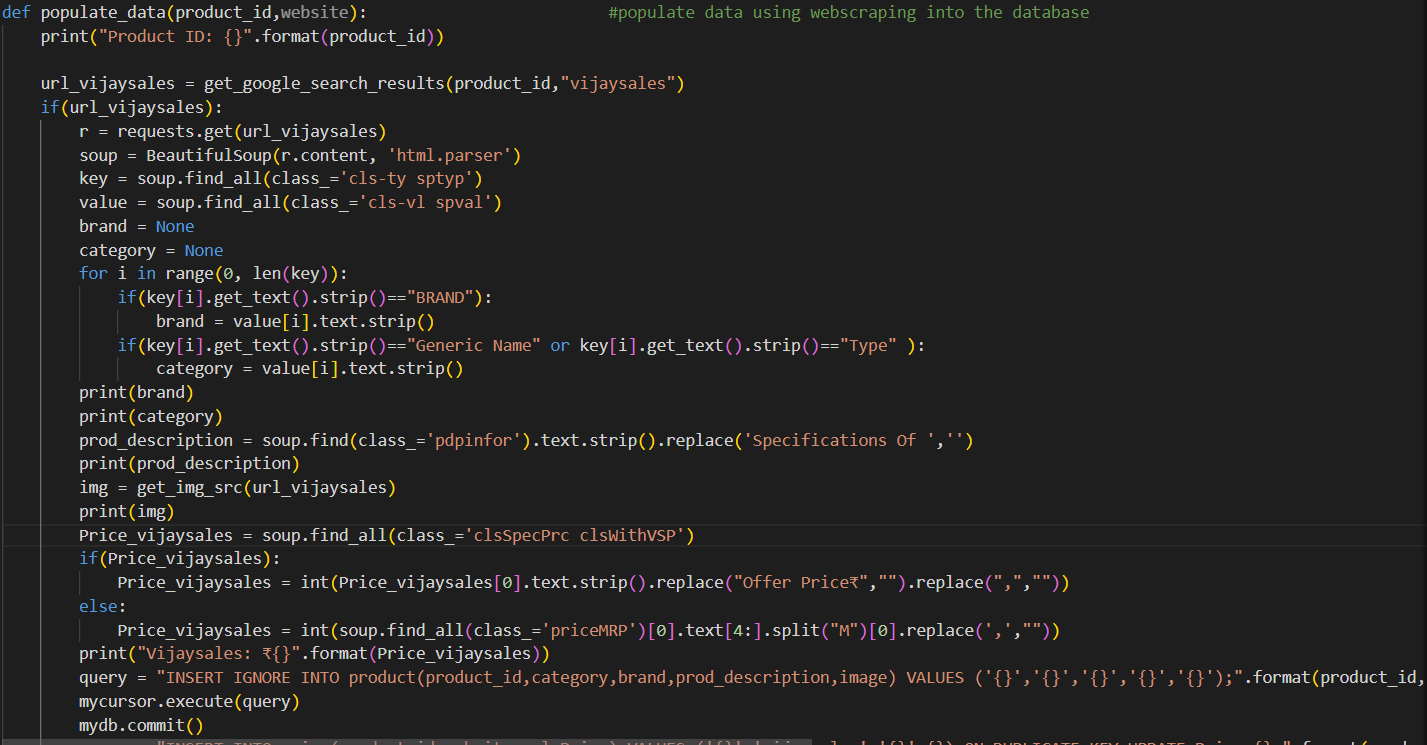 def populate_data(product_id,website): #populate data using webscraping into the database
print("Product ID: {}".format(product_id))
url_vijaysales = get_google_search_results(product_id,"vijaysales")
if(url_vijaysales):
r = requests.get(url_vijaysales)
soup = BeautifulSoup(r.content, 'html.parser')
key = soup.find_all(class_='cls-ty sptyp')
value = soup.find_all(class_='cls-vl spval')
brand = None
category = None
for i in range(0, len(key)):
if(key[i].get_text().strip()=="BRAND"):
brand = value[i].text.strip()
if(key[i].get_text().strip()=="Generic Name" or key[i].get_text().strip()=="Type" ):
category = value[i].text.strip()
print(brand)
print(category)
prod_description = soup.find(class_='pdpinfor').text.strip().replace('Specifications Of ','')
print(prod_description)
img = get_img_src(url_vijaysales)
print(img)
Price_vijaysales = soup.find_all(class_='clsSpecPrc clsWithVSP')
if(Price_vijaysales):
Price_vijaysales = int(Price_vijaysales[0].text.strip().replace("Offer Price₹","").replace(",",""))
else:
Price_vijaysales = int(soup.find_all(class_='priceMRP')[0].text[4:].split("M")[0].replace(',',""))
print("Vijaysales: ₹{}".format(Price_vijaysales))
query = "INSERT IGNORE INTO product(product_id,category,brand,prod_description,image) VALUES ('{}','{}','{}','{}','{}');".format(product_id,
mycursor.execute(query)
mydb.commit()